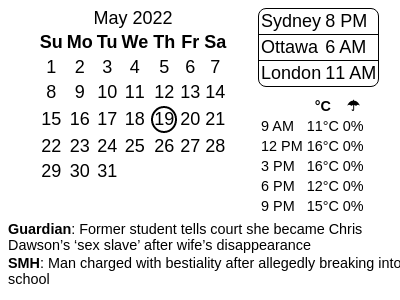 May 2022
Su Mo Tu We Th Fr Sa
1 2 3 4 5 6 7
8 9 10 11 12 13 14
15 16 17 18 19 20 21
22 23 24 25 26 27 28
29 30 31
Sydney 8 PM
Ottawa 6 AM
London 11 AM
°C ☂
9 AM 11°C 0%
12 PM 16°C 0%
3 PM 16°C 0%
6 PM 12°C 0%
9 PM 15°C 0%
Guardian: Former student tells court she became Chris
Dawson’s ‘sex slave’ after wife’s disappearance
SMH: Man charged with bestiality after allegedly breaking into
school